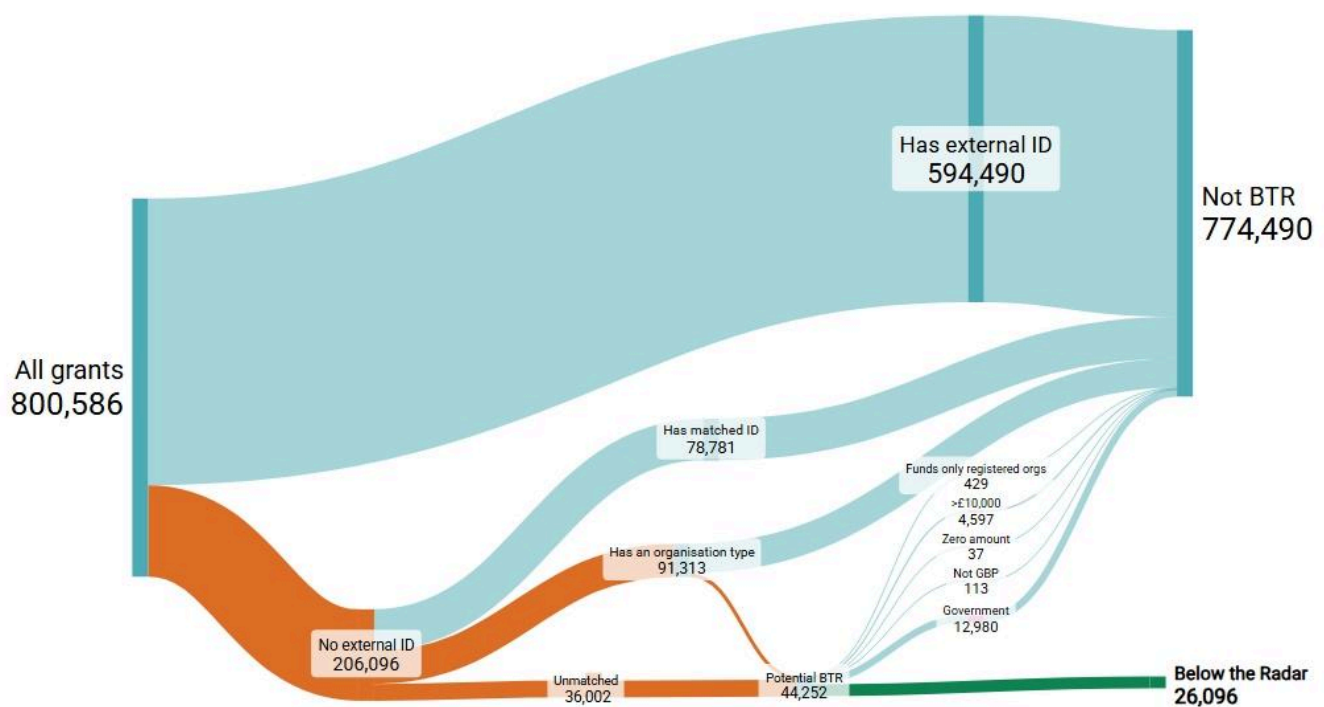 Has external ID
594,490
Not BTR
774,490
All grants
800,586
Has matched ID
78,781
Funds only registered orgs
429
>£10,000
4,597
Zero amount
37
Has an organisation type
91,313
Not GBP
113
Government
12,980
No external ID
206,096
Unmatched
36,002
Potential BTR
44,252
Below the Radar
26,096